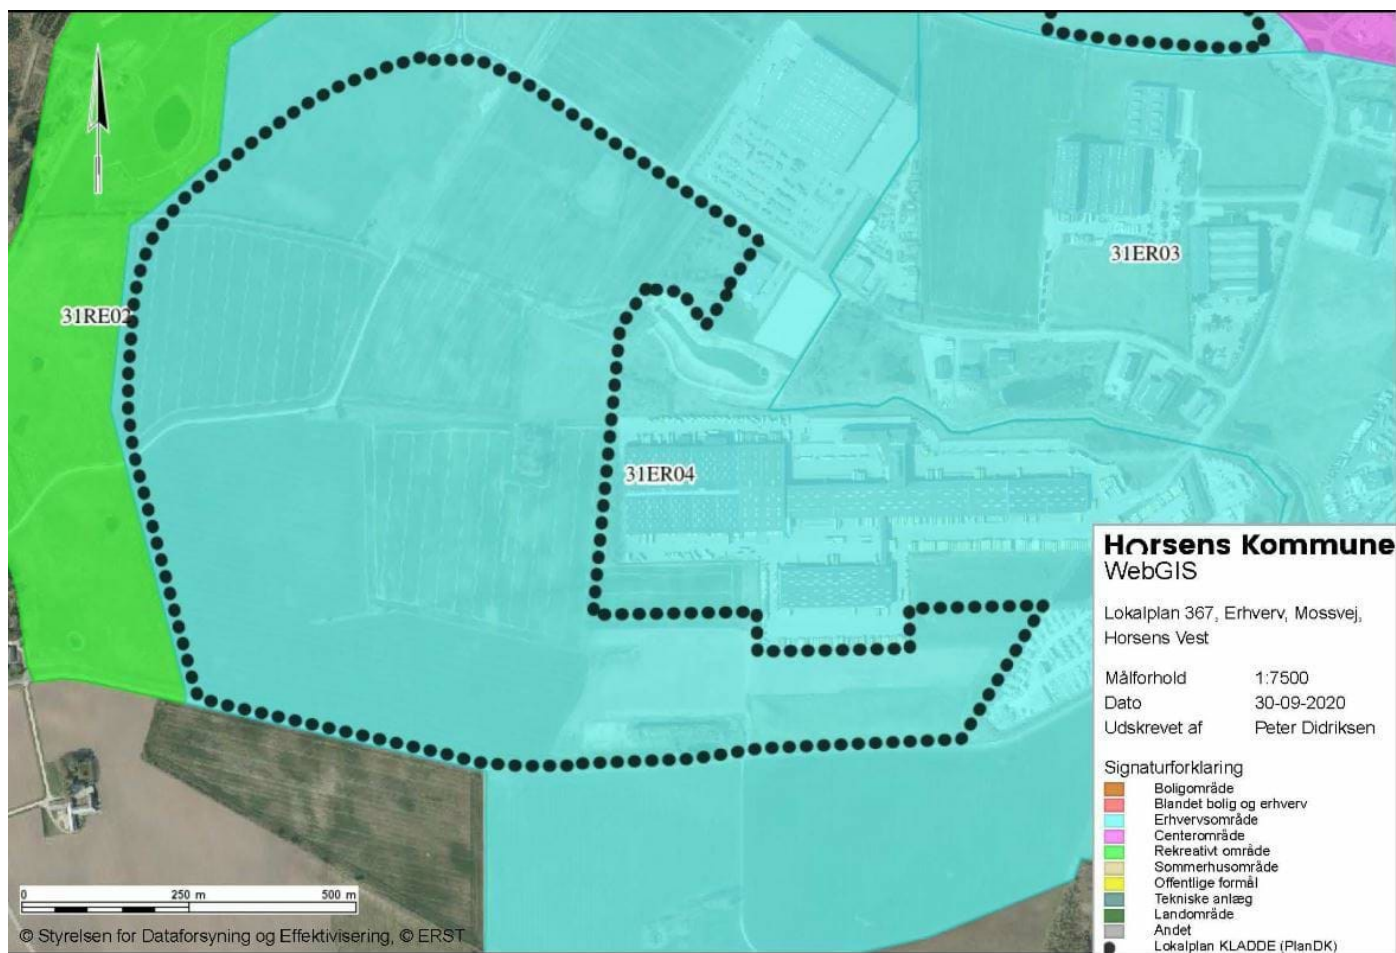 31ER03
31RE02
31ER04
Horsens Kommune
WebGIS
Lokalplan 367, Erhverv, Mossvej,
Horsens Vest
Målforhold 1:7500
Dato 30-09-2020
Udskrevet af Peter Didriksen
Signaturforklaring
Boligområde
Blandet bolig og erhverv
Erhvervsområde
Centerområde
Rekreativt område
Sommerhusområde
Offentlige formål
Tekniske anlæg
Landområde
Andet
Lokalplan KLADDE (PlanDK)
0 250 m 500 m
© Styrelsen for Dataforsyning og Effektivisering, © ERST